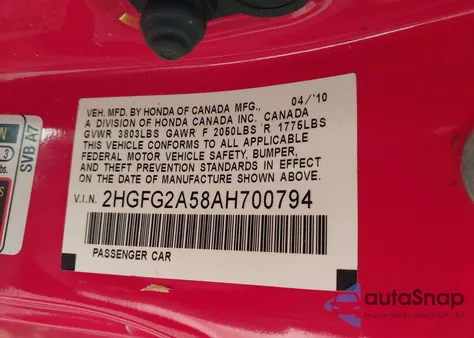 VEH. MFD. BY HONDA OF CANADA MFG., 04/'10
A DIVISION OF HONDA CANADA INC. CANADA
GVWR 3803LBS GAWR F 2050LBS R 1775LBS
THIS VEHICLE CONFORMS TO ALL APPLICABLE
FEDERAL MOTOR VEHICLE SAFETY, BUMPER,
AND THEFT PREVENTION STANDARDS IN EFFECT
ON THE DATE OF MANUFACTURE SHOWN ABOVE.
V.I.N. 2HGFG2A58AH700794
PASSENGER CAR
N
3
bs.
SVB A7
autoSnap